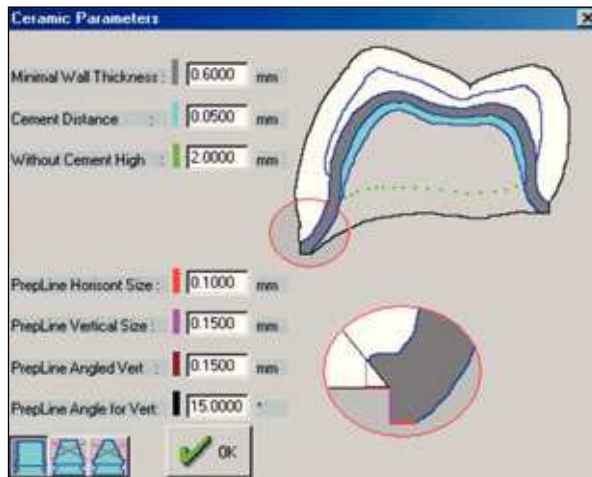 Ceramic Parameters
Minimal Wall Thickness : 0.6000 mm
Cement Distance : 0.0500 mm
Without Cement High : 2.0000 mm
PrepLine Horisont Size : 0.1000 mm
PrepLine Vertical Size : 0.1500 mm
PrepLine Angled Vert : 0.1500 mm
PrepLine Angle for Vert: 15.0000 °
OK